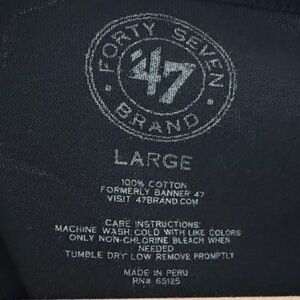 FORTY SEVEN
'47
BRAND
LARGE
100% COTTON
FORMERLY BANNER 47
VISIT 47BRAND.COM
CARE INSTRUCTIONS:
MACHINE WASH COLD WITH LIKE COLORS
ONLY NON-CHLORINE BLEACH WHEN
NEEDED
TUMBLE DRY LOW REMOVE PROMPTLY
MADE IN PERU
RN# 65125